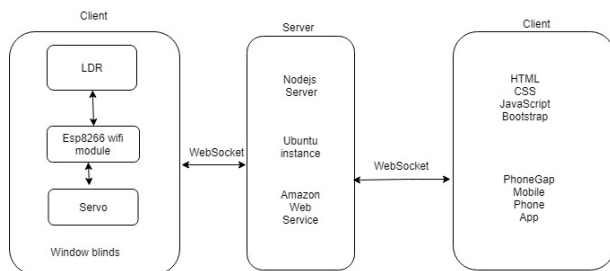 Client
LDR
Esp8266 wifi
module
Servo
Window blinds
WebSocket
Server
Nodejs
Server
Ubuntu
instance
Amazon
Web
Service
WebSocket
Client
HTML
CSS
JavaScript
Bootstrap
PhoneGap
Mobile
Phone
App